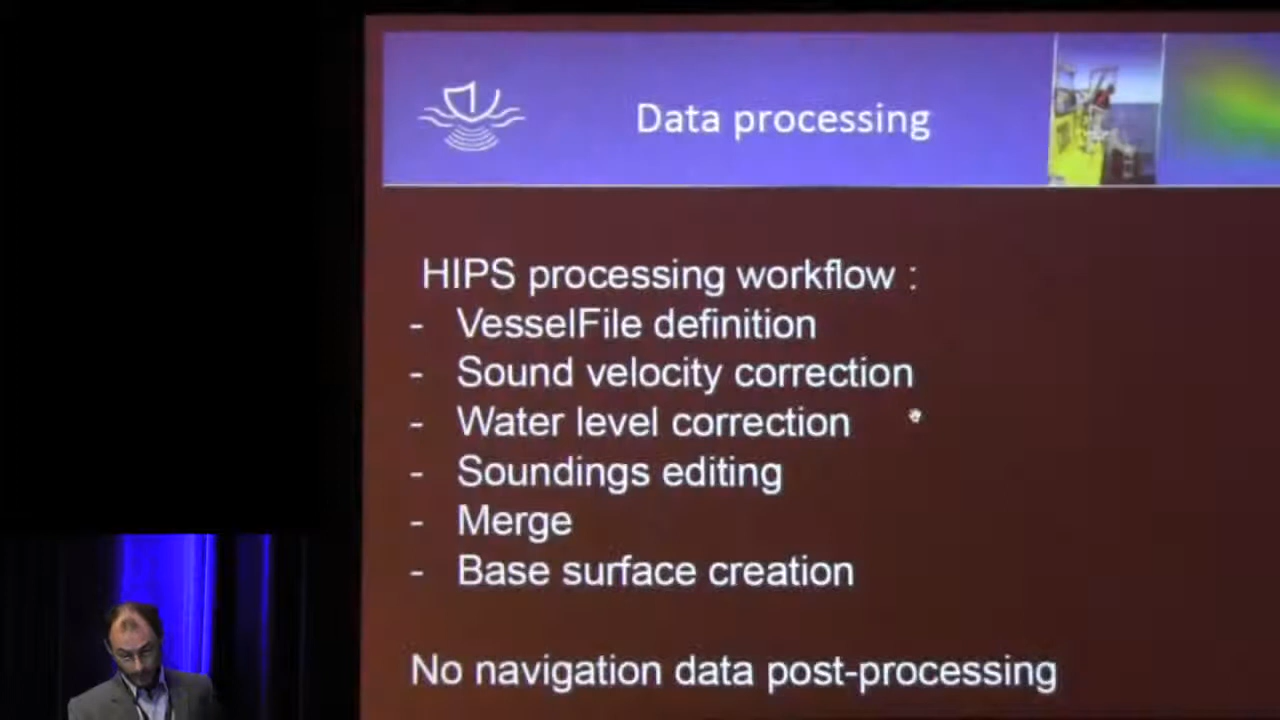 Data processing
HIPS processing workflow :
- VesselFile definition
- Sound velocity correction
- Water level correction
- Soundings editing
- Merge
- Base surface creation
No navigation data post-processing